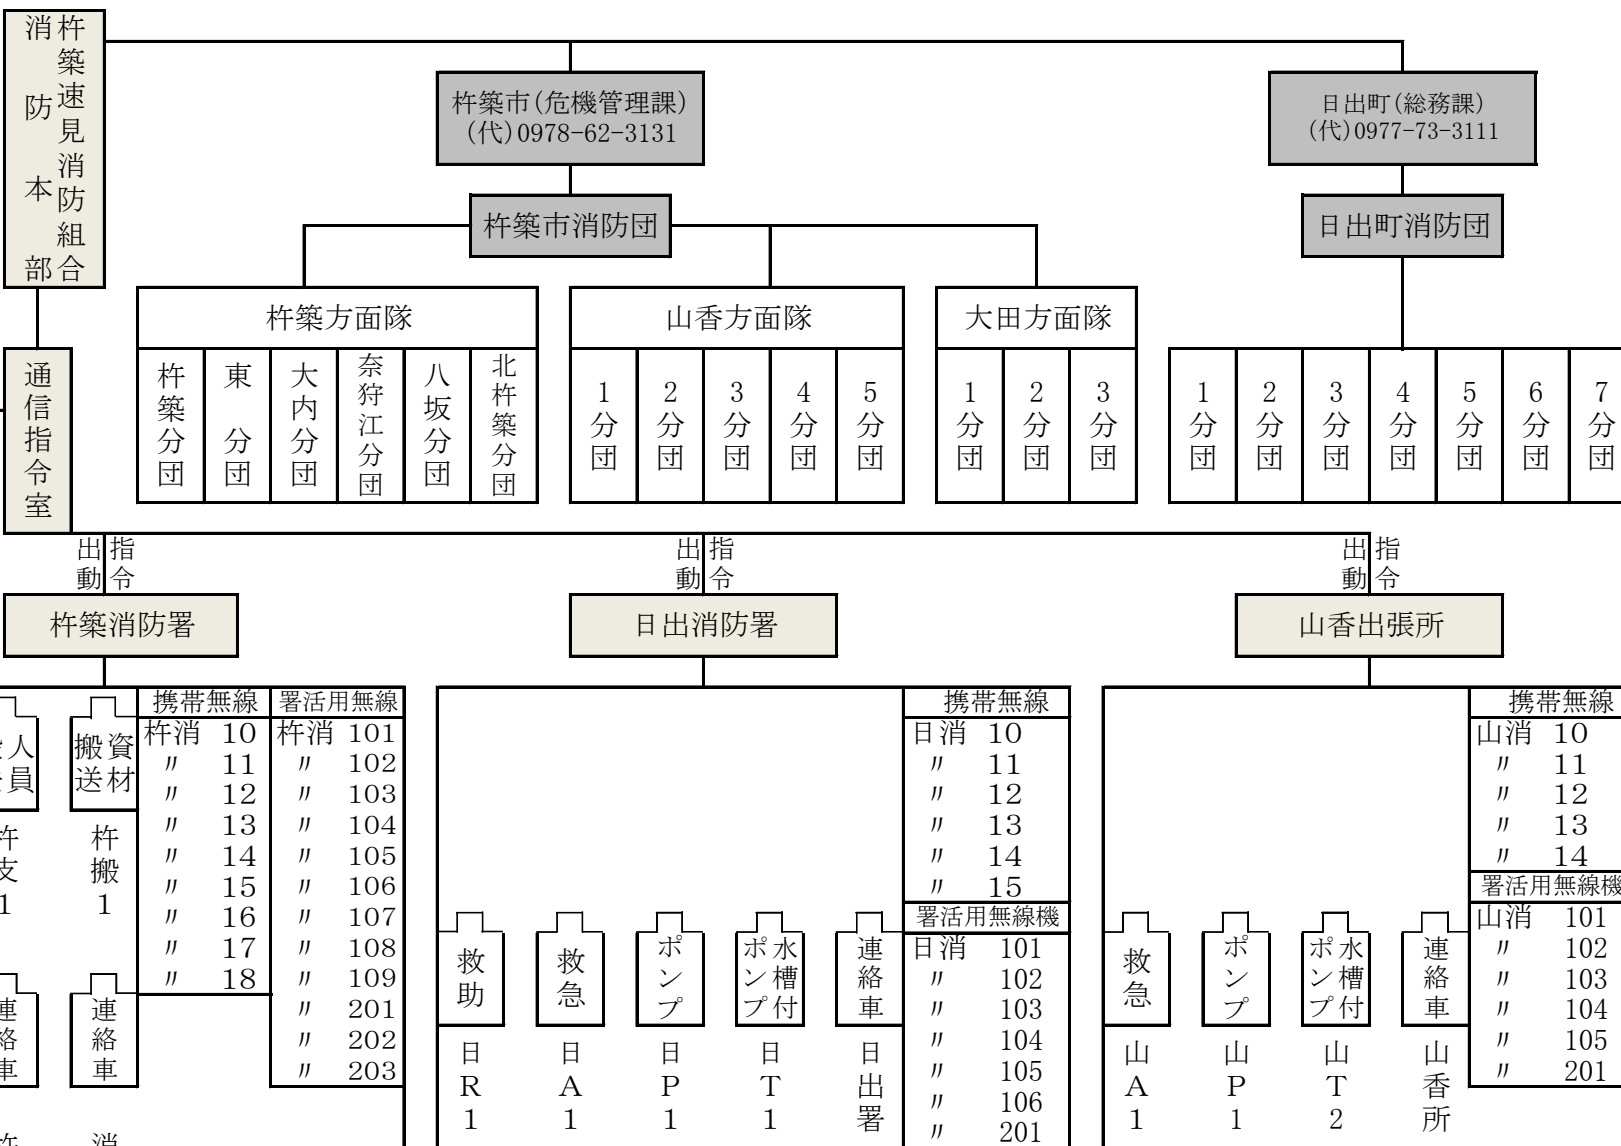 杵築速見消防組合
消防本部
杵築市(危機管理課)
(代)0978-62-3131
日出町(総務課)
(代)0977-73-3111
杵築市消防団
日出町消防団
杵築方面隊
山香方面隊
大田方面隊
通信指令室
杵築分団
東分団
大内分団
奈狩江分団
八坂分団
北杵築分団
1分団
2分団
3分団
4分団
5分団
1分団
2分団
3分団
1分団
2分団
3分団
4分団
5分団
6分団
7分団
指令
出動
指令
出動
指令
出動
杵築消防署
日出消防署
山香出張所
人員
杵支1
資材
搬送
杵搬1
連絡車
連絡車
携帯無線
杵消 10
〃 11
〃 12
〃 13
〃 14
〃 15
〃 16
〃 17
〃 18
署活用無線
杵消 101
〃 102
〃 103
〃 104
〃 105
〃 106
〃 107
〃 108
〃 109
〃 201
〃 202
〃 203
救助
日R1
救急
日A1
ポンプ
日P1
水槽付
ポンプ
日T1
連絡車
日出署
携帯無線
日消 10
〃 11
〃 12
〃 13
〃 14
〃 15
署活用無線機
日消 101
〃 102
〃 103
〃 104
〃 105
〃 106
〃 201
救急
山A1
ポンプ
山P1
水槽付
ポンプ
山T2
連絡車
山香所
携帯無線
山消 10
〃 11
〃 12
〃 13
〃 14
署活用無線機
山消 101
〃 102
〃 103
〃 104
〃 105
〃 201